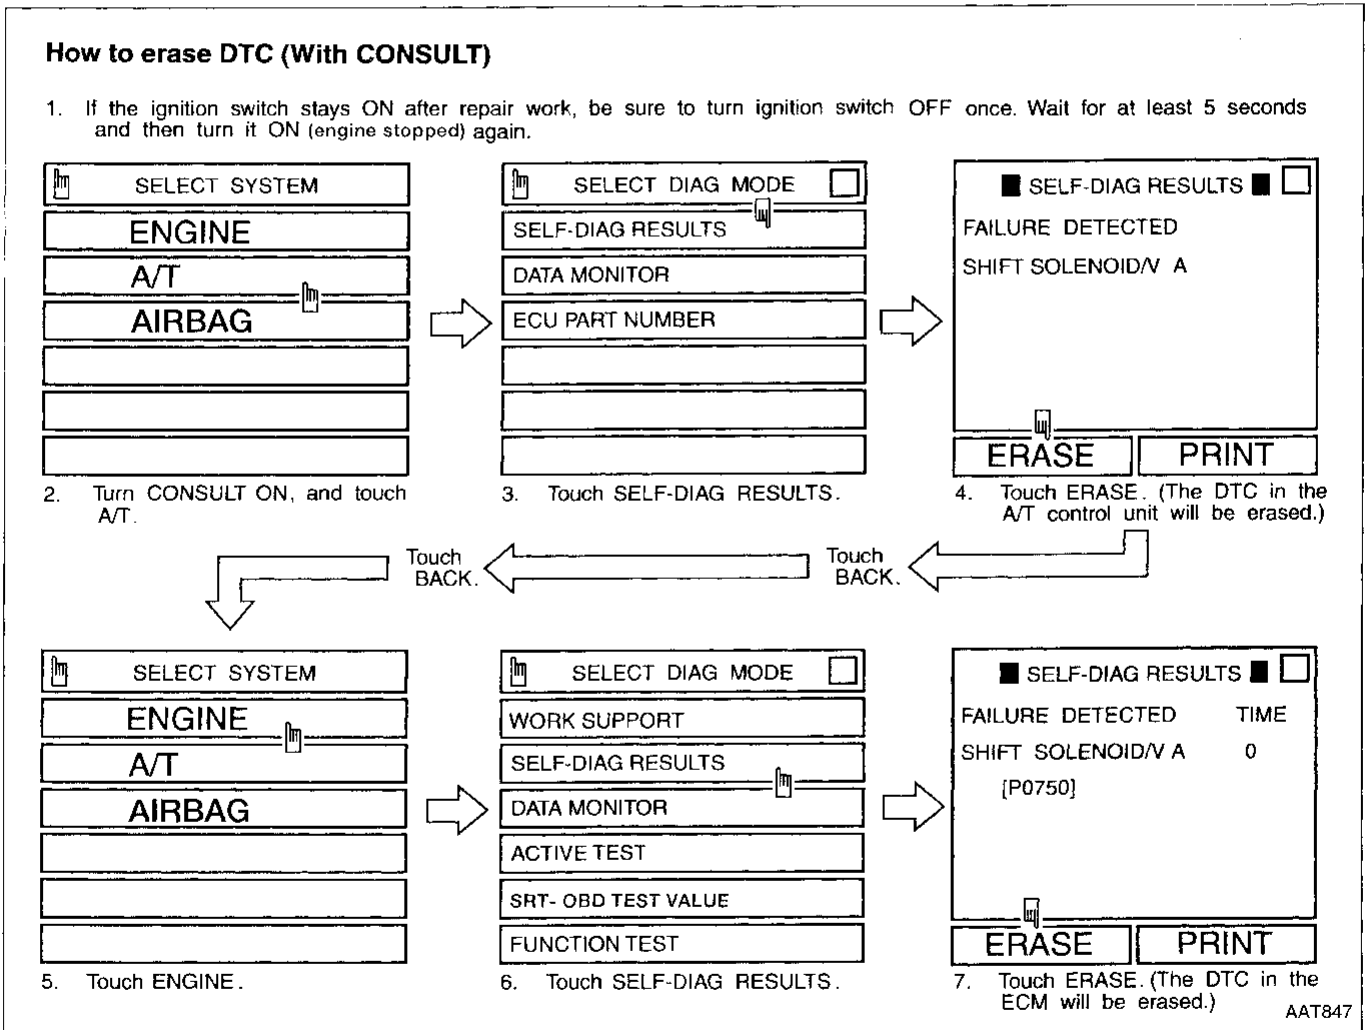 How to erase DTC (With CONSULT)
1. If the ignition switch stays ON after repair work, be sure to turn ignition switch OFF once. Wait for at least 5 seconds
and then turn it ON (engine stopped) again.
SELECT SYSTEM
ENGINE
A/T
AIRBAG
2. Turn CONSULT ON, and touch
A/T.
SELECT DIAG MODE
SELF-DIAG RESULTS
DATA MONITOR
ECU PART NUMBER
3. Touch SELF-DIAG RESULTS.
SELF-DIAG RESULTS
FAILURE DETECTED
SHIFT SOLENOID/V A
ERASE PRINT
4. Touch ERASE. (The DTC in the
A/T control unit will be erased.)
Touch
BACK.
Touch
BACK.
SELECT SYSTEM
ENGINE
A/T
AIRBAG
5. Touch ENGINE.
SELECT DIAG MODE
WORK SUPPORT
SELF-DIAG RESULTS
DATA MONITOR
ACTIVE TEST
SRT- OBD TEST VALUE
FUNCTION TEST
6. Touch SELF-DIAG RESULTS.
SELF-DIAG RESULTS
FAILURE DETECTED TIME
SHIFT SOLENOID/V A 0
[P0750]
ERASE PRINT
7. Touch ERASE. (The DTC in the
ECM will be erased.)
AAT847